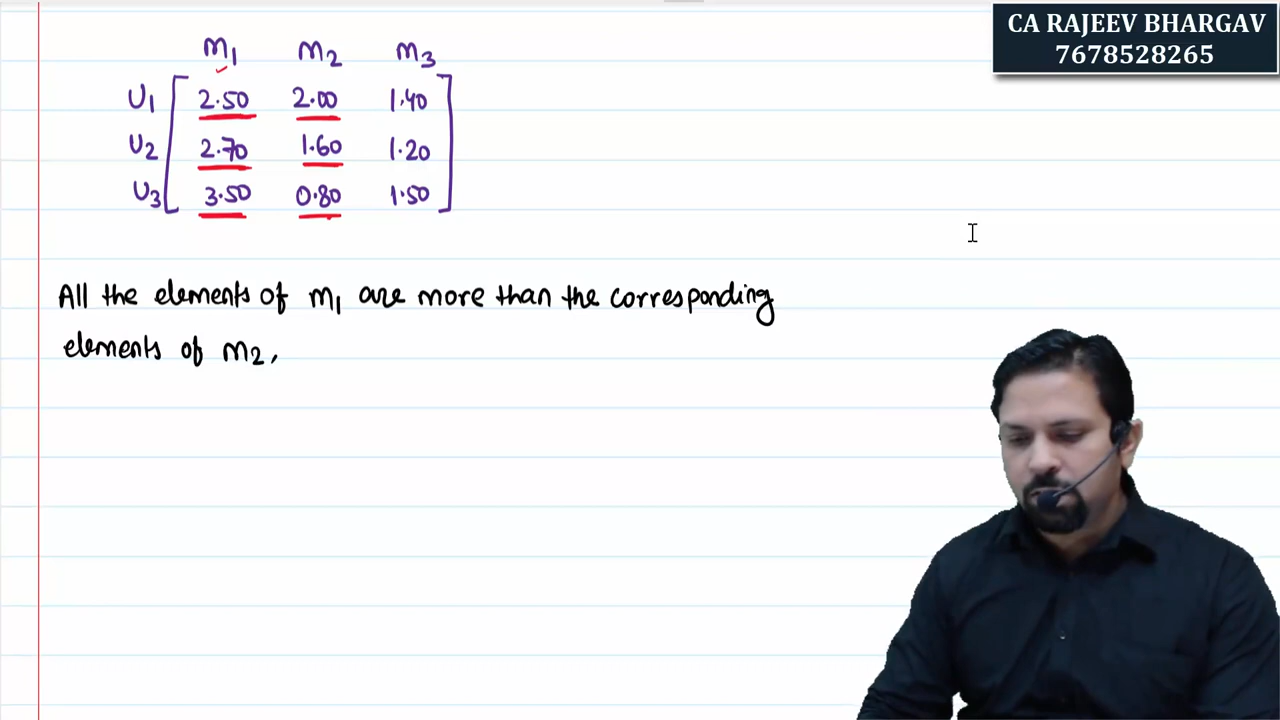 CA RAJEEV BHARGAV
7678528265
m1 m2 m3
U1 2.50 2.00 1.40
U2 2.70 1.60 1.20
U3 3.50 0.80 1.50
All the elements of m1 are more than the corresponding
elements of m2,